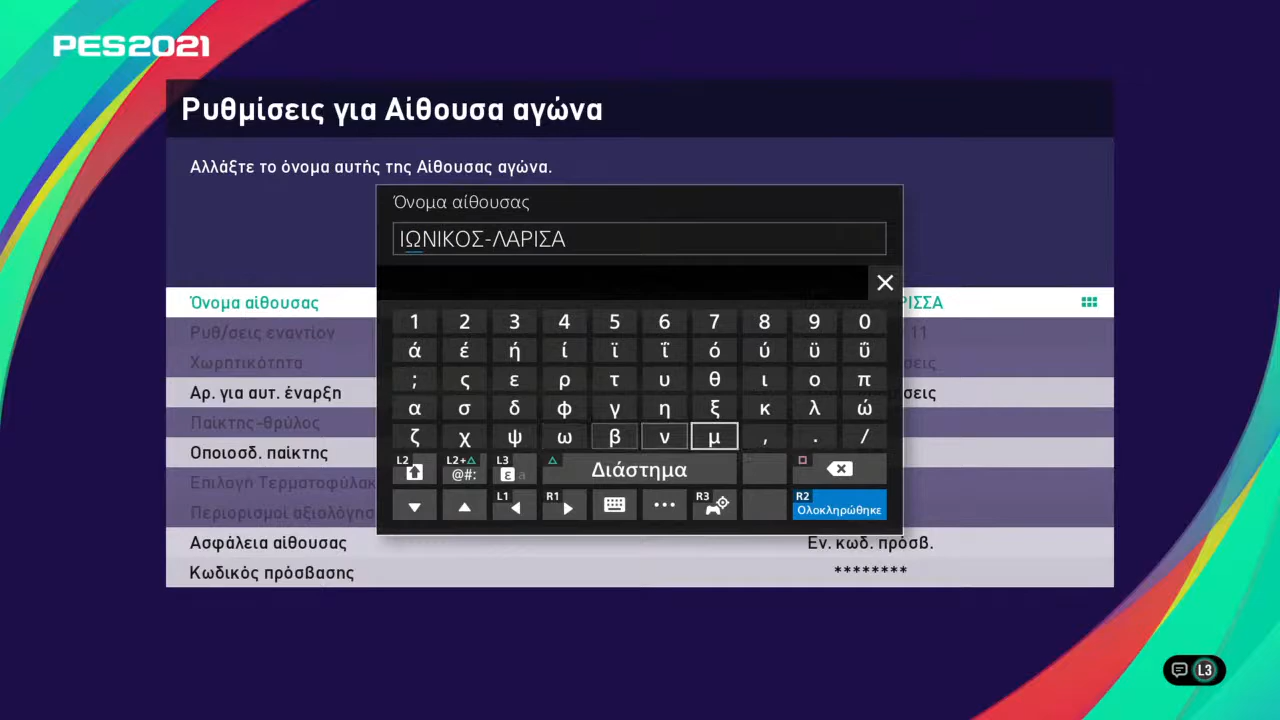 PES2021
Ρυθμίσεις για Αίθουσα αγώνα
Αλλάξτε το όνομα αυτής της Αίθουσας αγώνα.
Όνομα αίθουσας
ΙΩΝΙΚΟΣ-ΛΑΡΙΣΑ
Όνομα αίθουσας
ΡΙΣΣΑ
Ρυθ/σεις εναντίον
11
Χωρητικότητα
σεις
Αρ. για αυτ. έναρξη
σεις
Παίκτης-θρύλος
Οποιοσδ. παίκτης
Επιλογή Τερματοφύλακ
Περιορισμοί αξιολόγησ
Ασφάλεια αίθουσας
Εν. κωδ. πρόσβ.
Κωδικός πρόσβασης
********
1 2 3 4 5 6 7 8 9 0
ά έ ή ί ϊ ΐ ό ύ ϋ ΰ
; ς ε ρ τ υ θ ι ο π
α σ δ φ γ η ξ κ λ ώ
ζ χ ψ ω β ν μ , . /
L2 L2+△ @#: L3 ε a △ Διάστημα
L1 R1 ... R3 R2 Ολοκληρώθηκε
L3